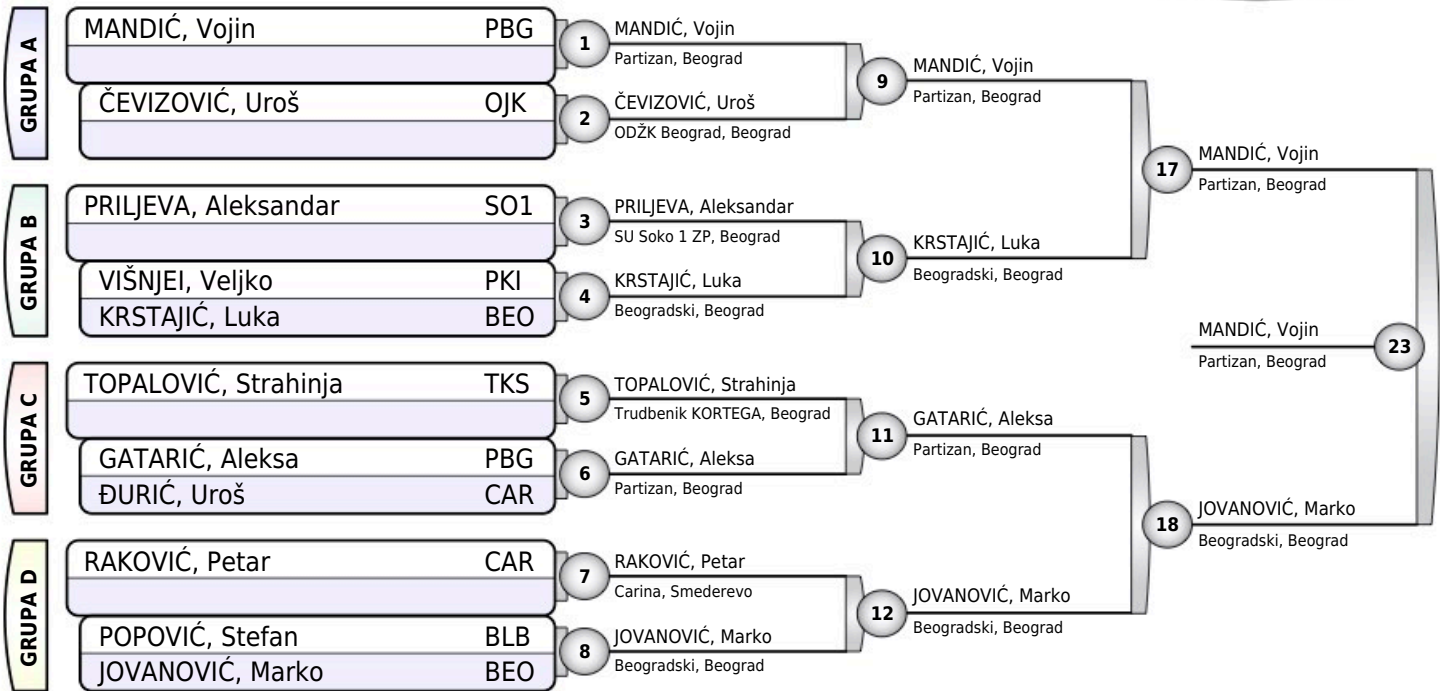 GRUPA A
MANDIĆ, Vojin PBG
ČEVIZOVIĆ, Uroš OJK
GRUPA B
PRILJEVA, Aleksandar SO1
VIŠNJEI, Veljko PKI
KRSTAJIĆ, Luka BEO
GRUPA C
TOPALOVIĆ, Strahinja TKS
GATARIĆ, Aleksa PBG
ĐURIĆ, Uroš CAR
GRUPA D
RAKOVIĆ, Petar CAR
POPOVIĆ, Stefan BLB
JOVANOVIĆ, Marko BEO
1
MANDIĆ, Vojin
Partizan, Beograd
2
ČEVIZOVIĆ, Uroš
ODŽK Beograd, Beograd
3
PRILJEVA, Aleksandar
SU Soko 1 ZP, Beograd
4
KRSTAJIĆ, Luka
Beogradski, Beograd
5
TOPALOVIĆ, Strahinja
Trudbenik KORTEGA, Beograd
6
GATARIĆ, Aleksa
Partizan, Beograd
7
RAKOVIĆ, Petar
Carina, Smederevo
8
JOVANOVIĆ, Marko
Beogradski, Beograd
9
MANDIĆ, Vojin
Partizan, Beograd
10
KRSTAJIĆ, Luka
Beogradski, Beograd
11
GATARIĆ, Aleksa
Partizan, Beograd
12
JOVANOVIĆ, Marko
Beogradski, Beograd
17
MANDIĆ, Vojin
Partizan, Beograd
18
JOVANOVIĆ, Marko
Beogradski, Beograd
MANDIĆ, Vojin
Partizan, Beograd
23